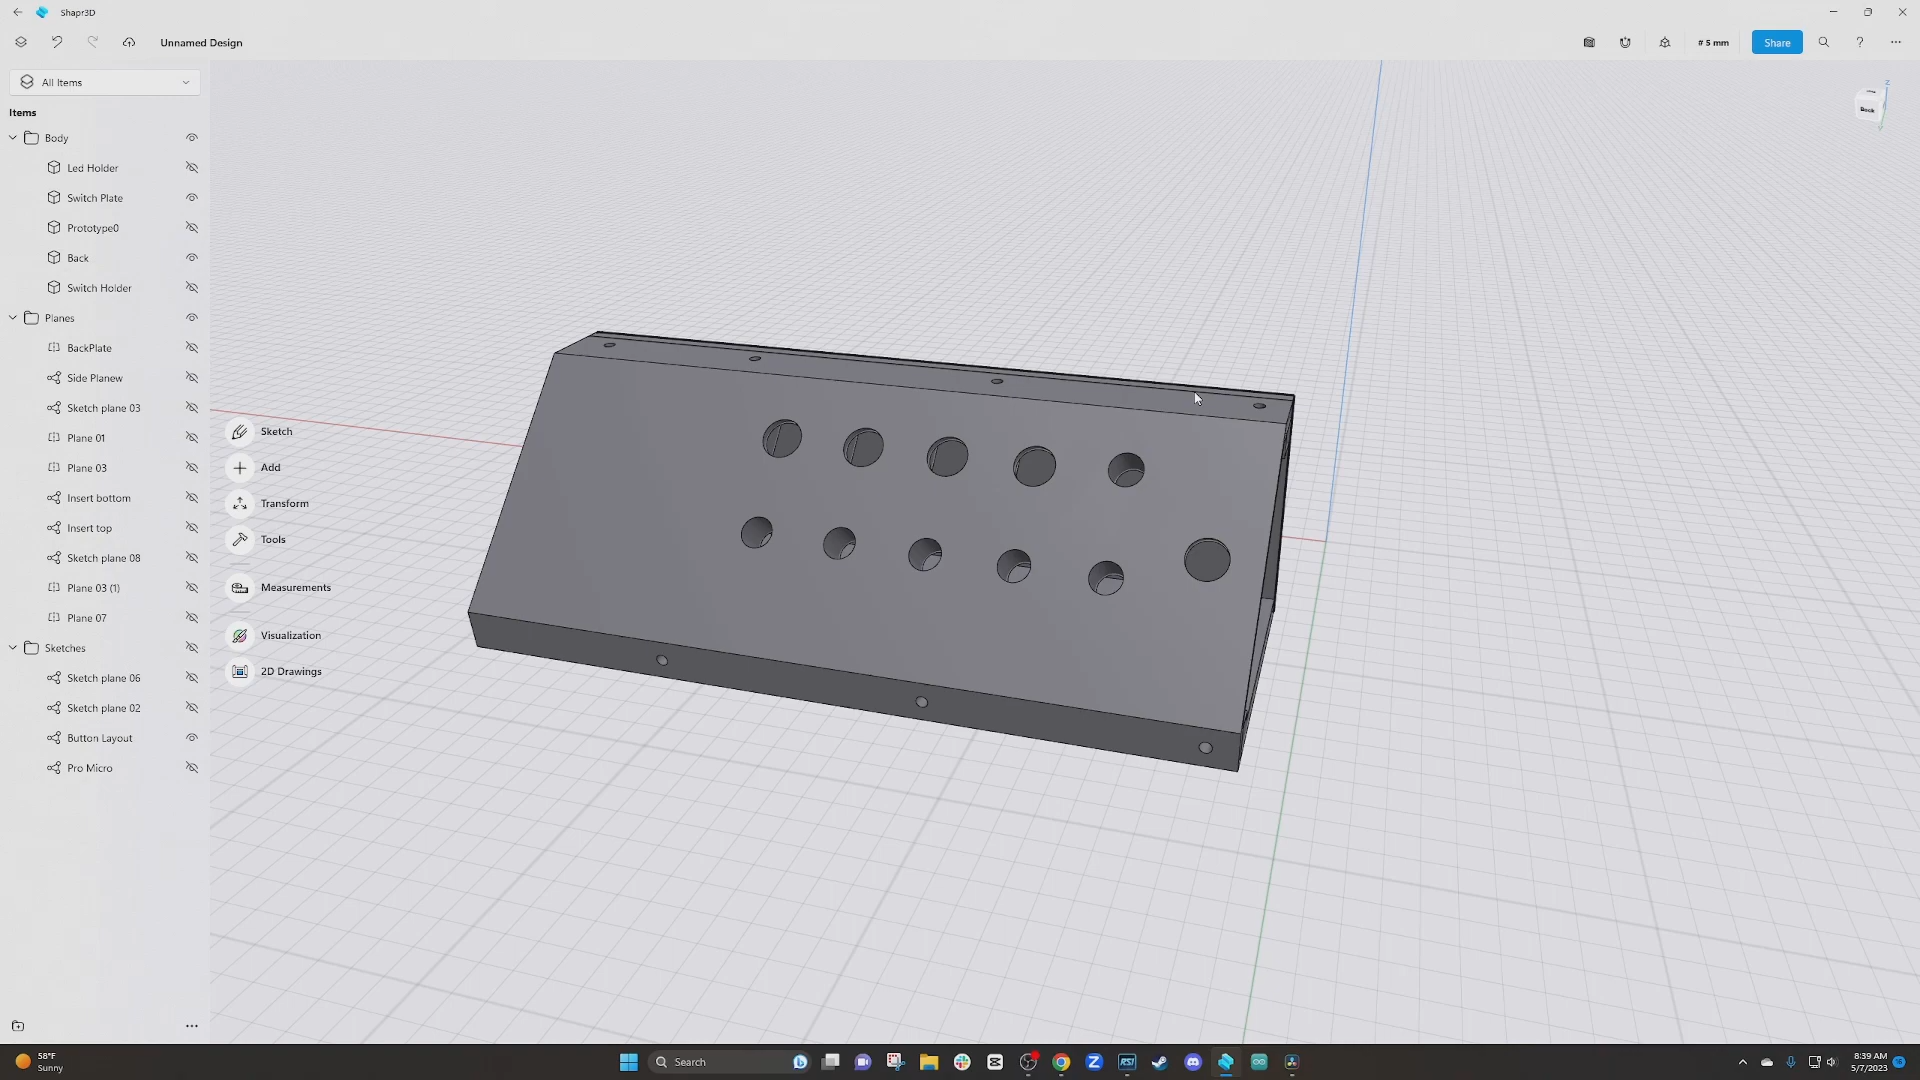 Shapr3D
Unnamed Design
# 5 mm
Share
?
All Items
Items
Body
Led Holder
Switch Plate
Prototype0
Back
Switch Holder
Planes
BackPlate
Side Planew
Sketch plane 03
Plane 01
Plane 03
Insert bottom
Insert top
Sketch plane 08
Plane 03 (1)
Plane 07
Sketches
Sketch plane 06
Sketch plane 02
Button Layout
Pro Micro
Sketch
Add
Transform
Tools
Measurements
Visualization
2D Drawings
Z
Back
58°F
Sunny
Search
RSI
8:39 AM
5/7/2023